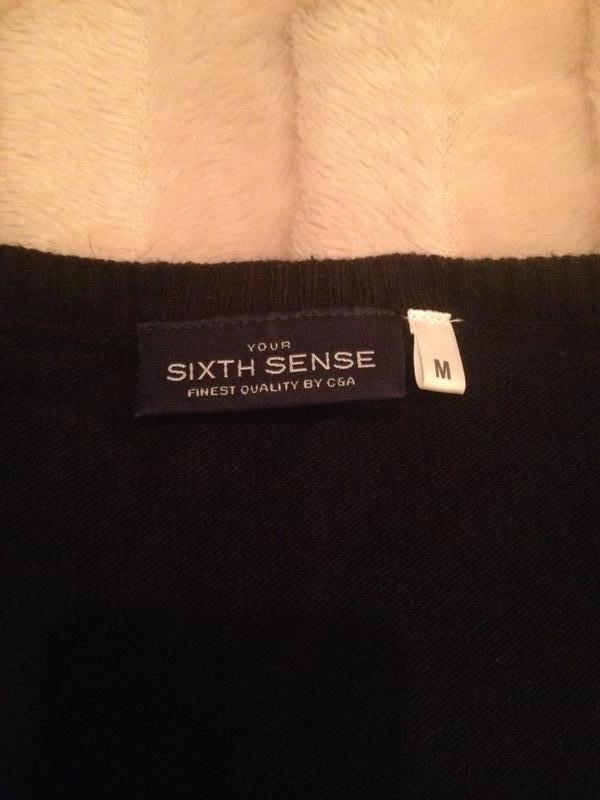 YOUR
SIXTH SENSE
FINEST QUALITY BY C&A
M